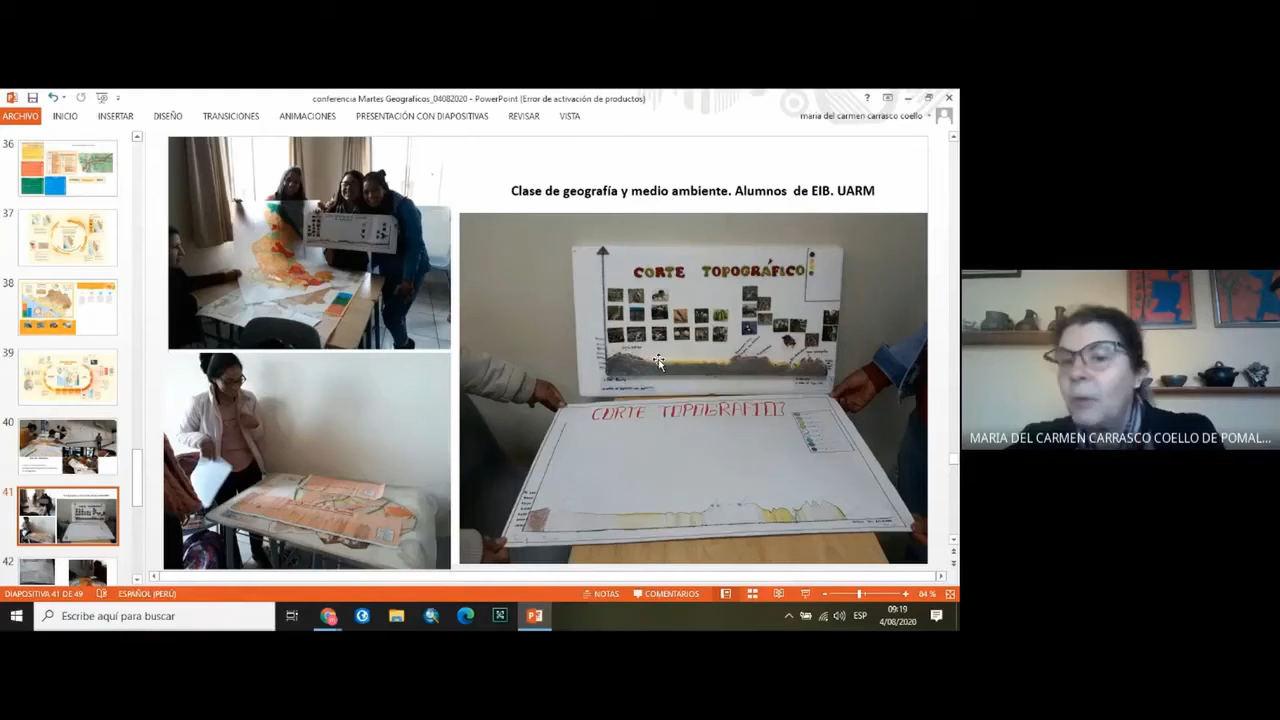 conferencia Martes Geograficos_04082020 - PowerPoint (Error de activación de productos)
ARCHIVO INICIO INSERTAR DISEÑO TRANSICIONES ANIMACIONES PRESENTACIÓN CON DIAPOSITIVAS REVISAR VISTA
maria del carmen carrasco coello
36
37
38
39
40
41
42
Clase de geografía y medio ambiente. Alumnos de EIB. UARM
CORTE TOPOGRÁFICO
CORTE TOPOGRAFICO
MARIA DEL CARMEN CARRASCO COELLO DE POMAL...
DIAPOSITIVA 41 DE 49 ESPAÑOL (PERÚ)
NOTAS COMENTARIOS 84 %
Escribe aquí para buscar
ESP
09:19
4/08/2020